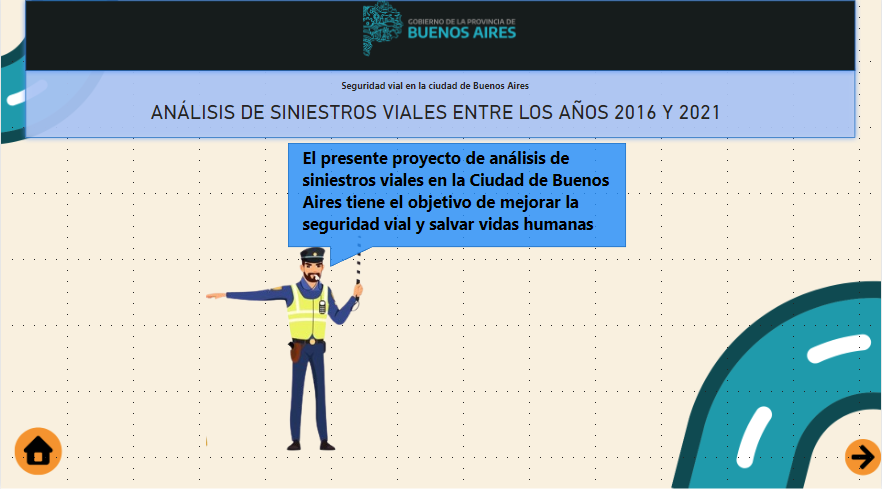 GOBIERNO DE LA PROVINCIA DE
BUENOS AIRES
Seguridad vial en la ciudad de Buenos Aires
ANÁLISIS DE SINIESTROS VIALES ENTRE LOS AÑOS 2016 Y 2021
El presente proyecto de análisis de
siniestros viales en la Ciudad de Buenos
Aires tiene el objetivo de mejorar la
seguridad vial y salvar vidas humanas